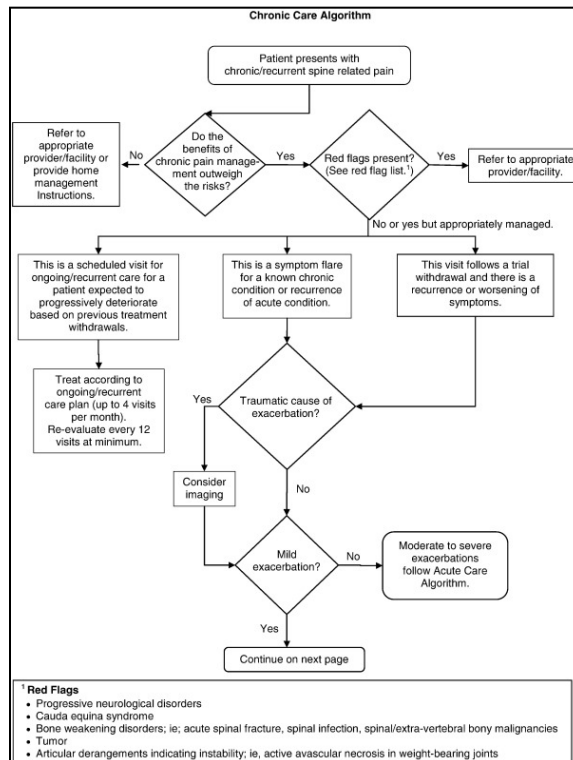 Chronic Care Algorithm
Patient presents with
chronic/recurrent spine related pain
Refer to
appropriate
provider/facility or
provide home
management
Instructions.
No
Do the
benefits of
chronic pain manage-
ment outweigh
the risks?
Yes
Red flags present?
(See red flag list.¹)
Yes
Refer to appropriate
provider/facility.
No or yes but appropriately managed.
This is a scheduled visit for
ongoing/recurrent care for a
patient expected to
progressively deteriorate
based on previous treatment
withdrawals.
This is a symptom flare
for a known chronic
condition or recurrence
of acute condition.
This visit follows a trial
withdrawal and there is a
recurrence or worsening of
symptoms.
Treat according to
ongoing/recurrent
care plan (up to 4 visits
per month).
Re-evaluate every 12
visits at minimum.
Yes
Traumatic cause of
exacerbation?
Consider
imaging
No
Mild
exacerbation?
No
Moderate to severe
exacerbations
follow Acute Care
Algorithm.
Yes
Continue on next page
¹ Red Flags
• Progressive neurological disorders
• Cauda equina syndrome
• Bone weakening disorders; ie; acute spinal fracture, spinal infection, spinal/extra-vertebral bony malignancies
• Tumor
• Articular derangements indicating instability; ie, active avascular necrosis in weight-bearing joints